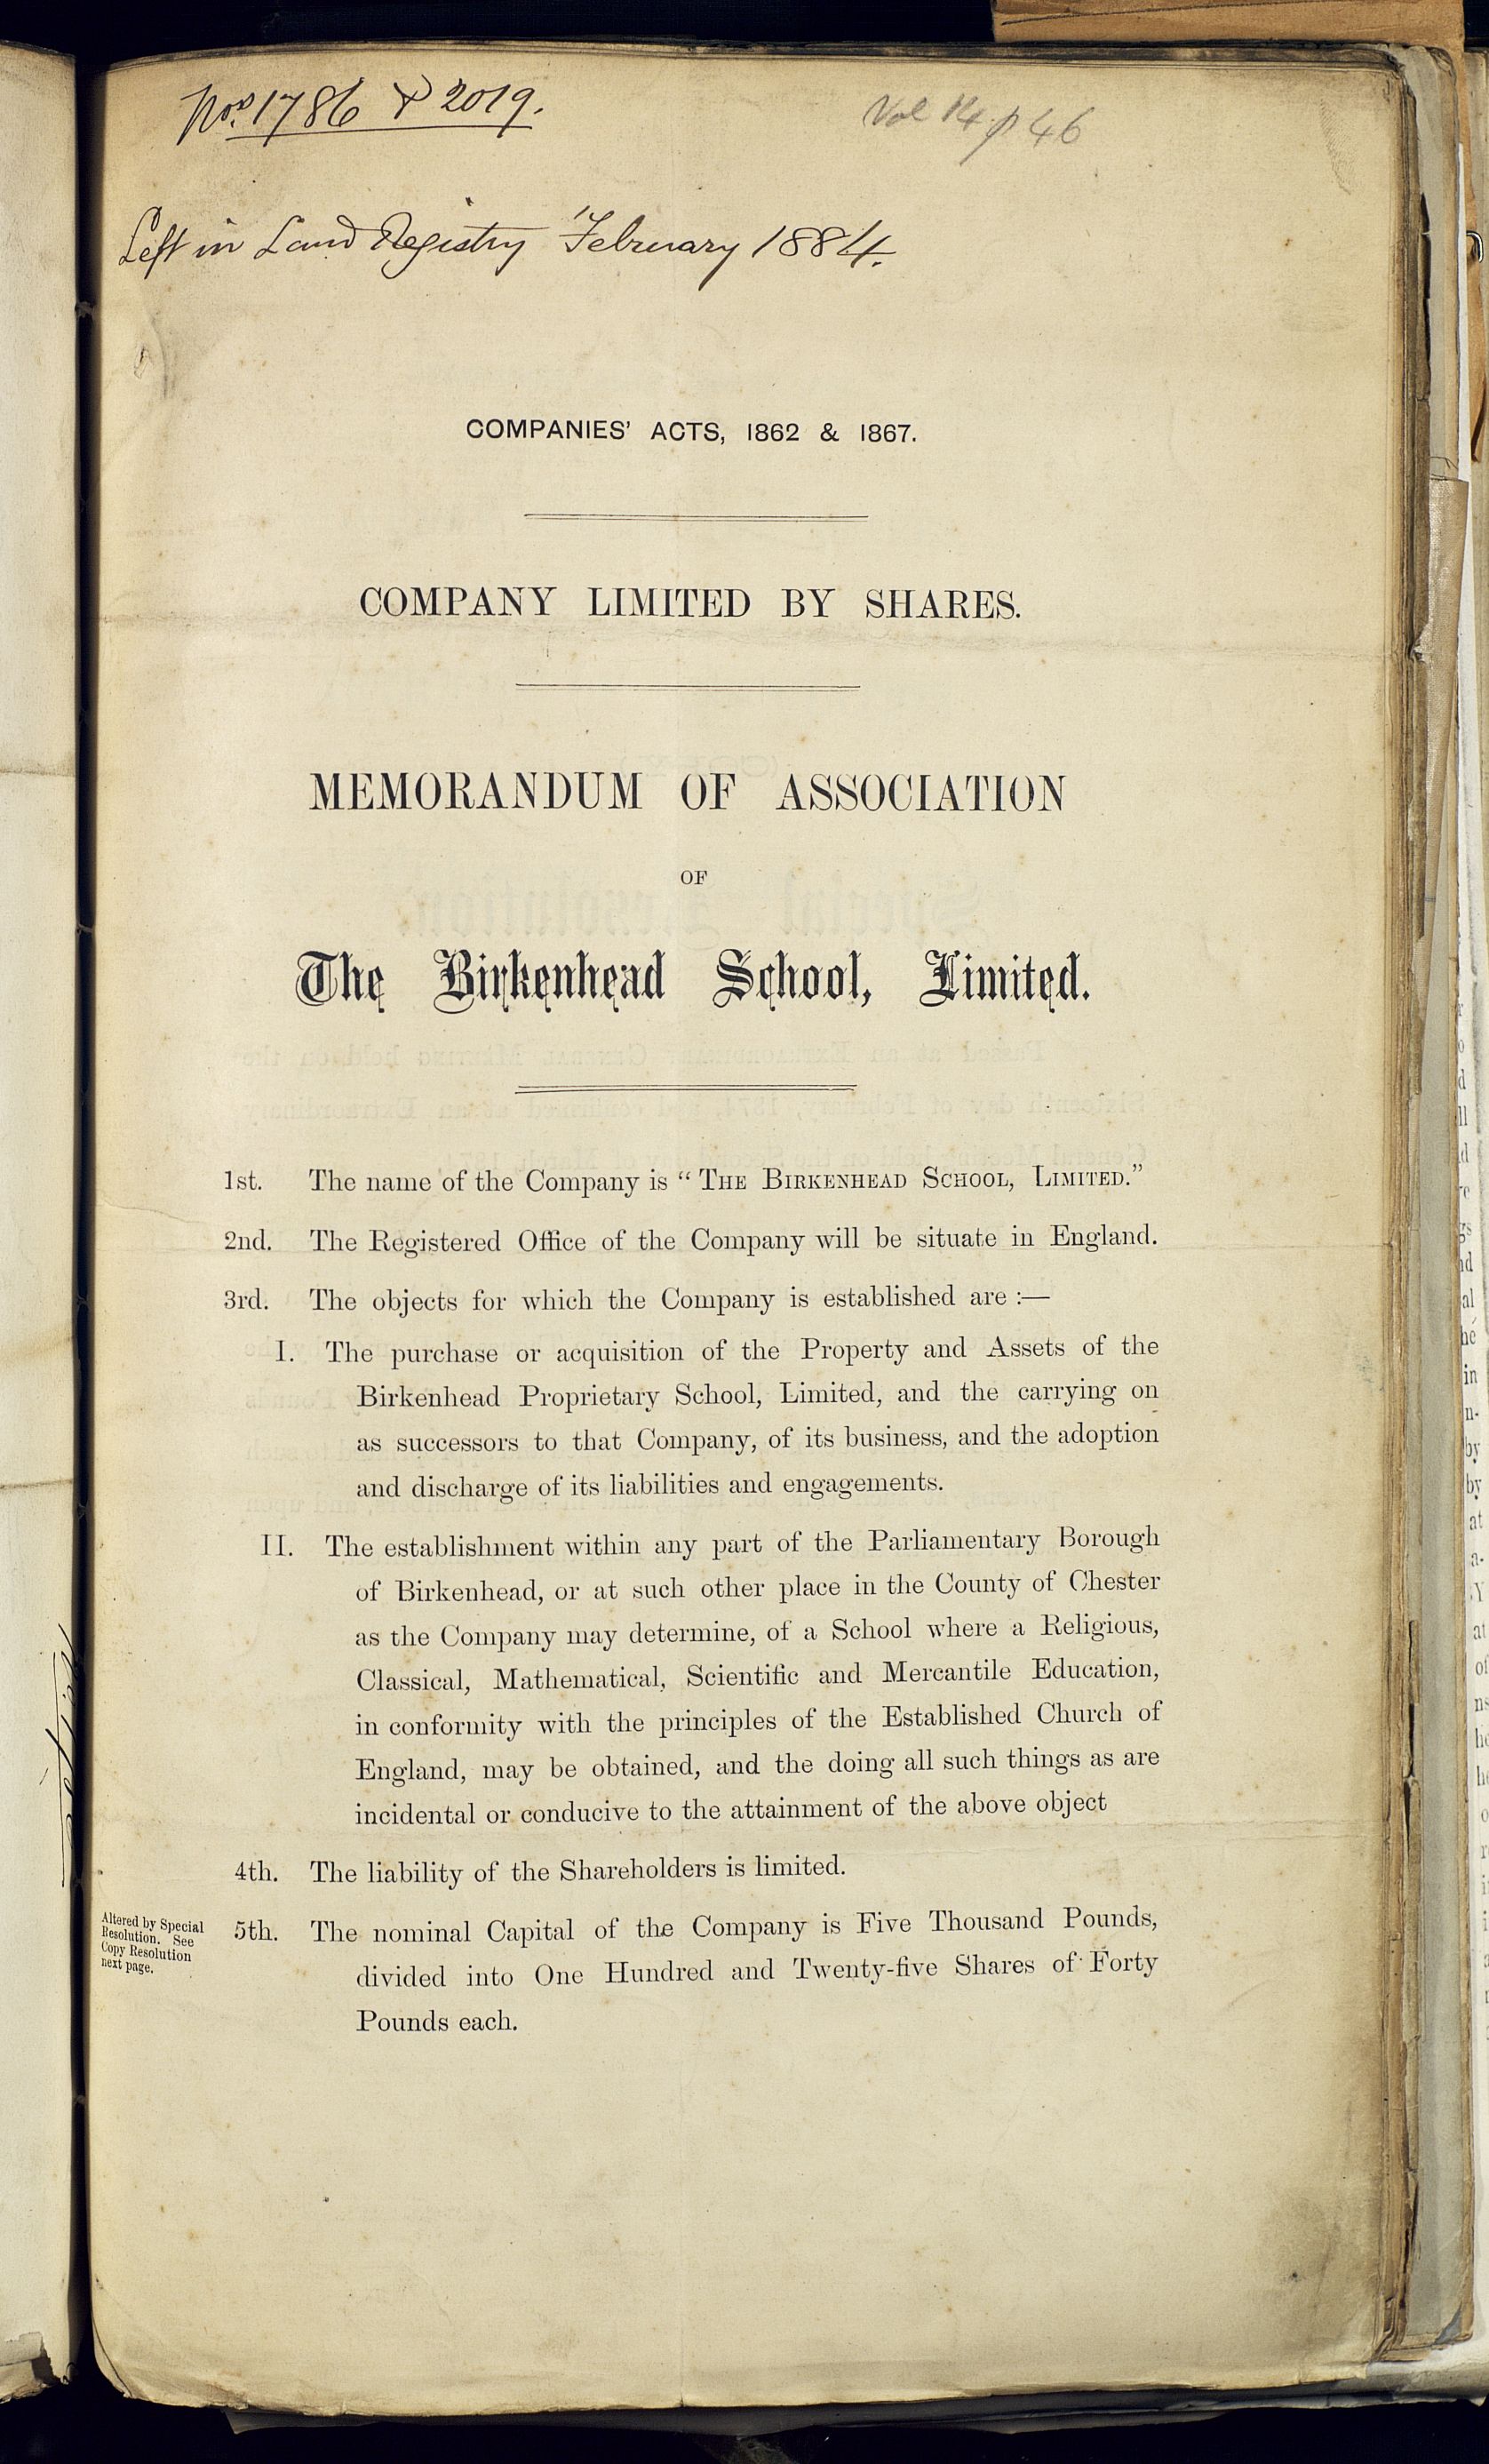 Nos. 1786 & 2019.
Vol 14 p 46
Left in Land Registry February 1884.
COMPANIES' ACTS, 1862 & 1867.
COMPANY LIMITED BY SHARES.
MEMORANDUM OF ASSOCIATION
OF
The Birkenhead School, Limited.
1st. The name of the Company is “THE BIRKENHEAD SCHOOL, LIMITED.”
2nd. The Registered Office of the Company will be situate in England.
3rd. The objects for which the Company is established are :—
I. The purchase or acquisition of the Property and Assets of the
Birkenhead Proprietary School, Limited, and the carrying on
as successors to that Company, of its business, and the adoption
and discharge of its liabilities and engagements.
II. The establishment within any part of the Parliamentary Borough
of Birkenhead, or at such other place in the County of Chester
as the Company may determine, of a School where a Religious,
Classical, Mathematical, Scientific and Mercantile Education,
in conformity with the principles of the Established Church of
England, may be obtained, and the doing all such things as are
incidental or conducive to the attainment of the above object
4th. The liability of the Shareholders is limited.
Altered by Special
Resolution. See
Copy Resolution
next page.
5th. The nominal Capital of the Company is Five Thousand Pounds,
divided into One Hundred and Twenty-five Shares of Forty
Pounds each.